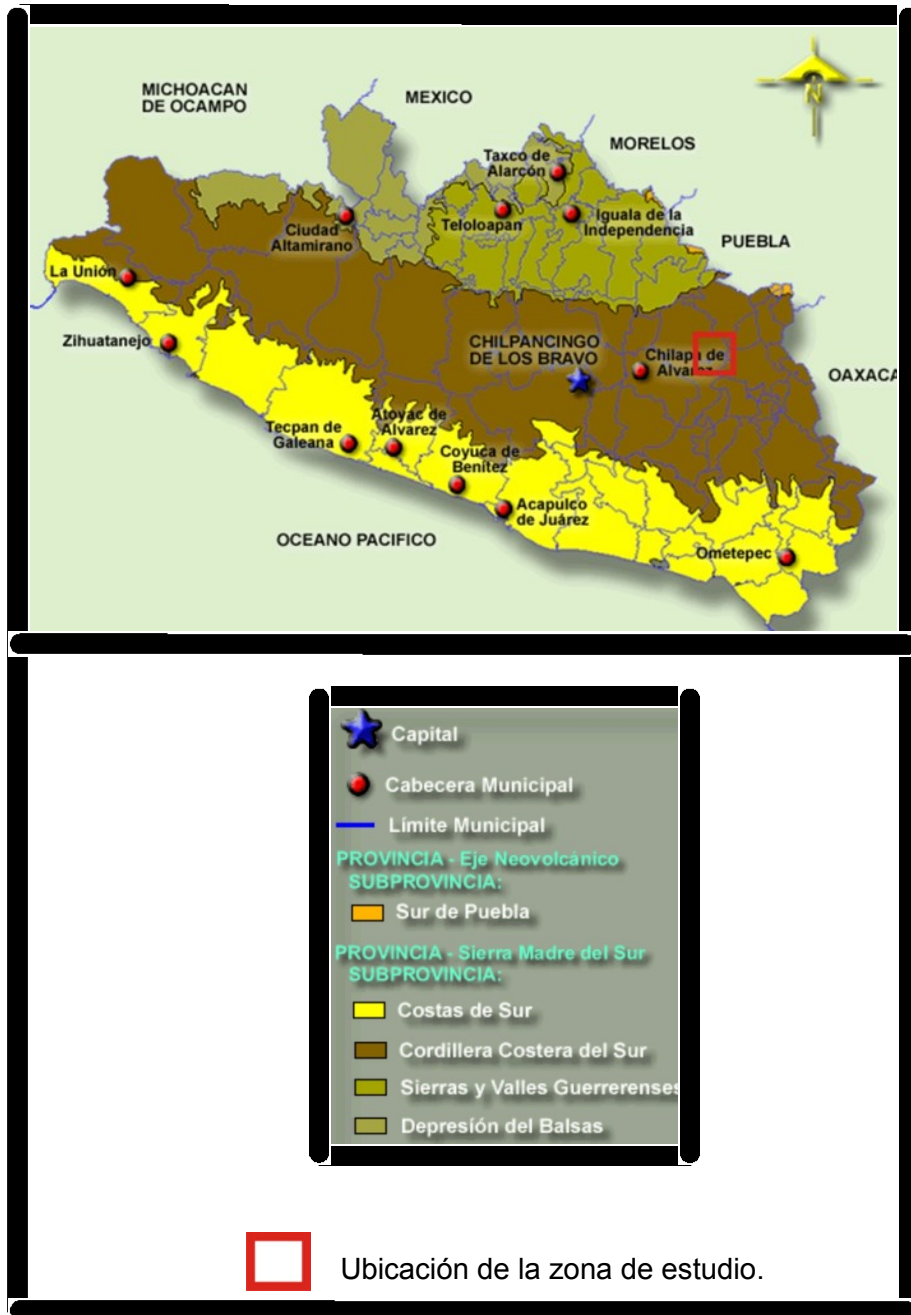 MICHOACAN
DE OCAMPO
MEXICO
N
MORELOS
Taxco de
Alarcón
Teloloapan
Iguala de la
Independencia
Ciudad
Altamirano
PUEBLA
La Unión
Zihuatanejo
CHILPANCINGO
DE LOS BRAVO
Chilapa de
Alvarez
OAXACA
Tecpan de
Galeana
Atoyac de
Alvarez
Coyuca de
Benítez
Acapulco
de Juárez
OCEANO PACIFICO
Ometepec
Capital
Cabecera Municipal
Límite Municipal
PROVINCIA - Eje Neovolcánico
SUBPROVINCIA:
Sur de Puebla
PROVINCIA - Sierra Madre del Sur
SUBPROVINCIA:
Costas de Sur
Cordillera Costera del Sur
Sierras y Valles Guerrerenses
Depresión del Balsas
Ubicación de la zona de estudio.